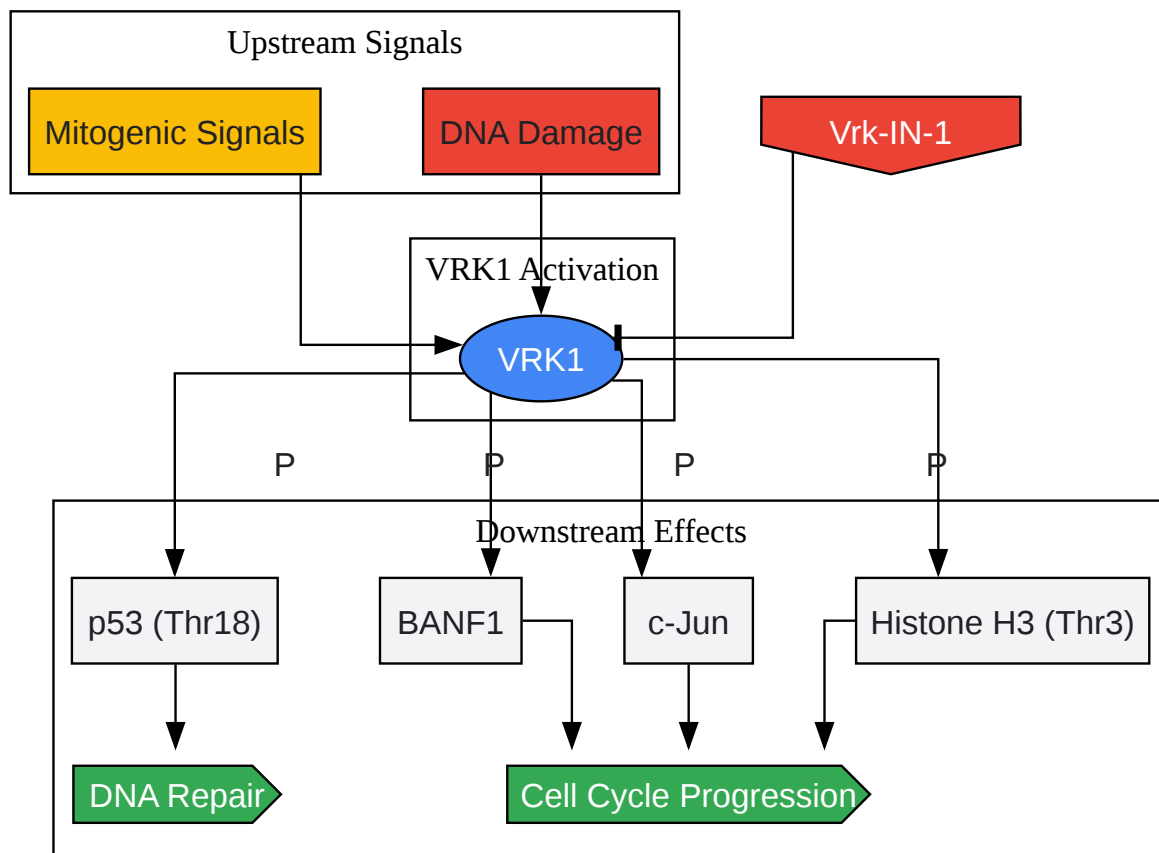 Upstream Signals
Mitogenic Signals
DNA Damage
Vrk-IN-1
VRK1 Activation
VRK1
P
P
P
P
Downstream Effects
p53 (Thr18)
BANF1
c-Jun
Histone H3 (Thr3)
DNA Repair
Cell Cycle Progression